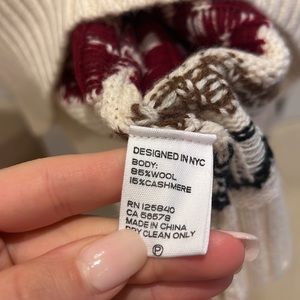 DESIGNED IN NYC
BODY:
85%WOOL
15%CASHMERE
RN 125840
CA 56578
MADE IN CHINA
DRY CLEAN ONLY
P